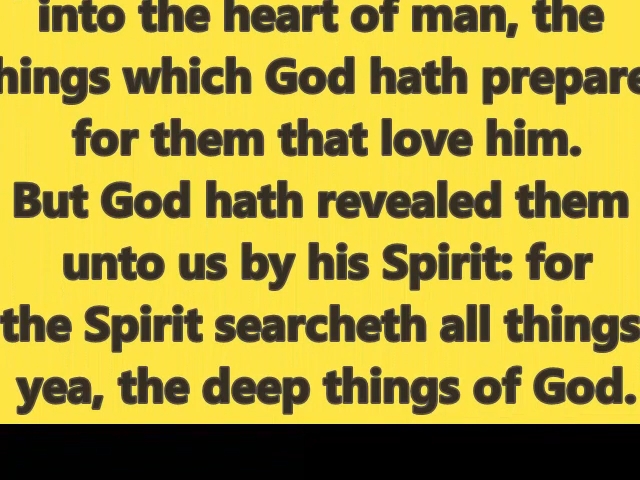 into the heart of man, the
hings which God hath prepare
for them that love him.
But God hath revealed them
unto us by his Spirit: for
the Spirit searcheth all things
yea, the deep things of God.